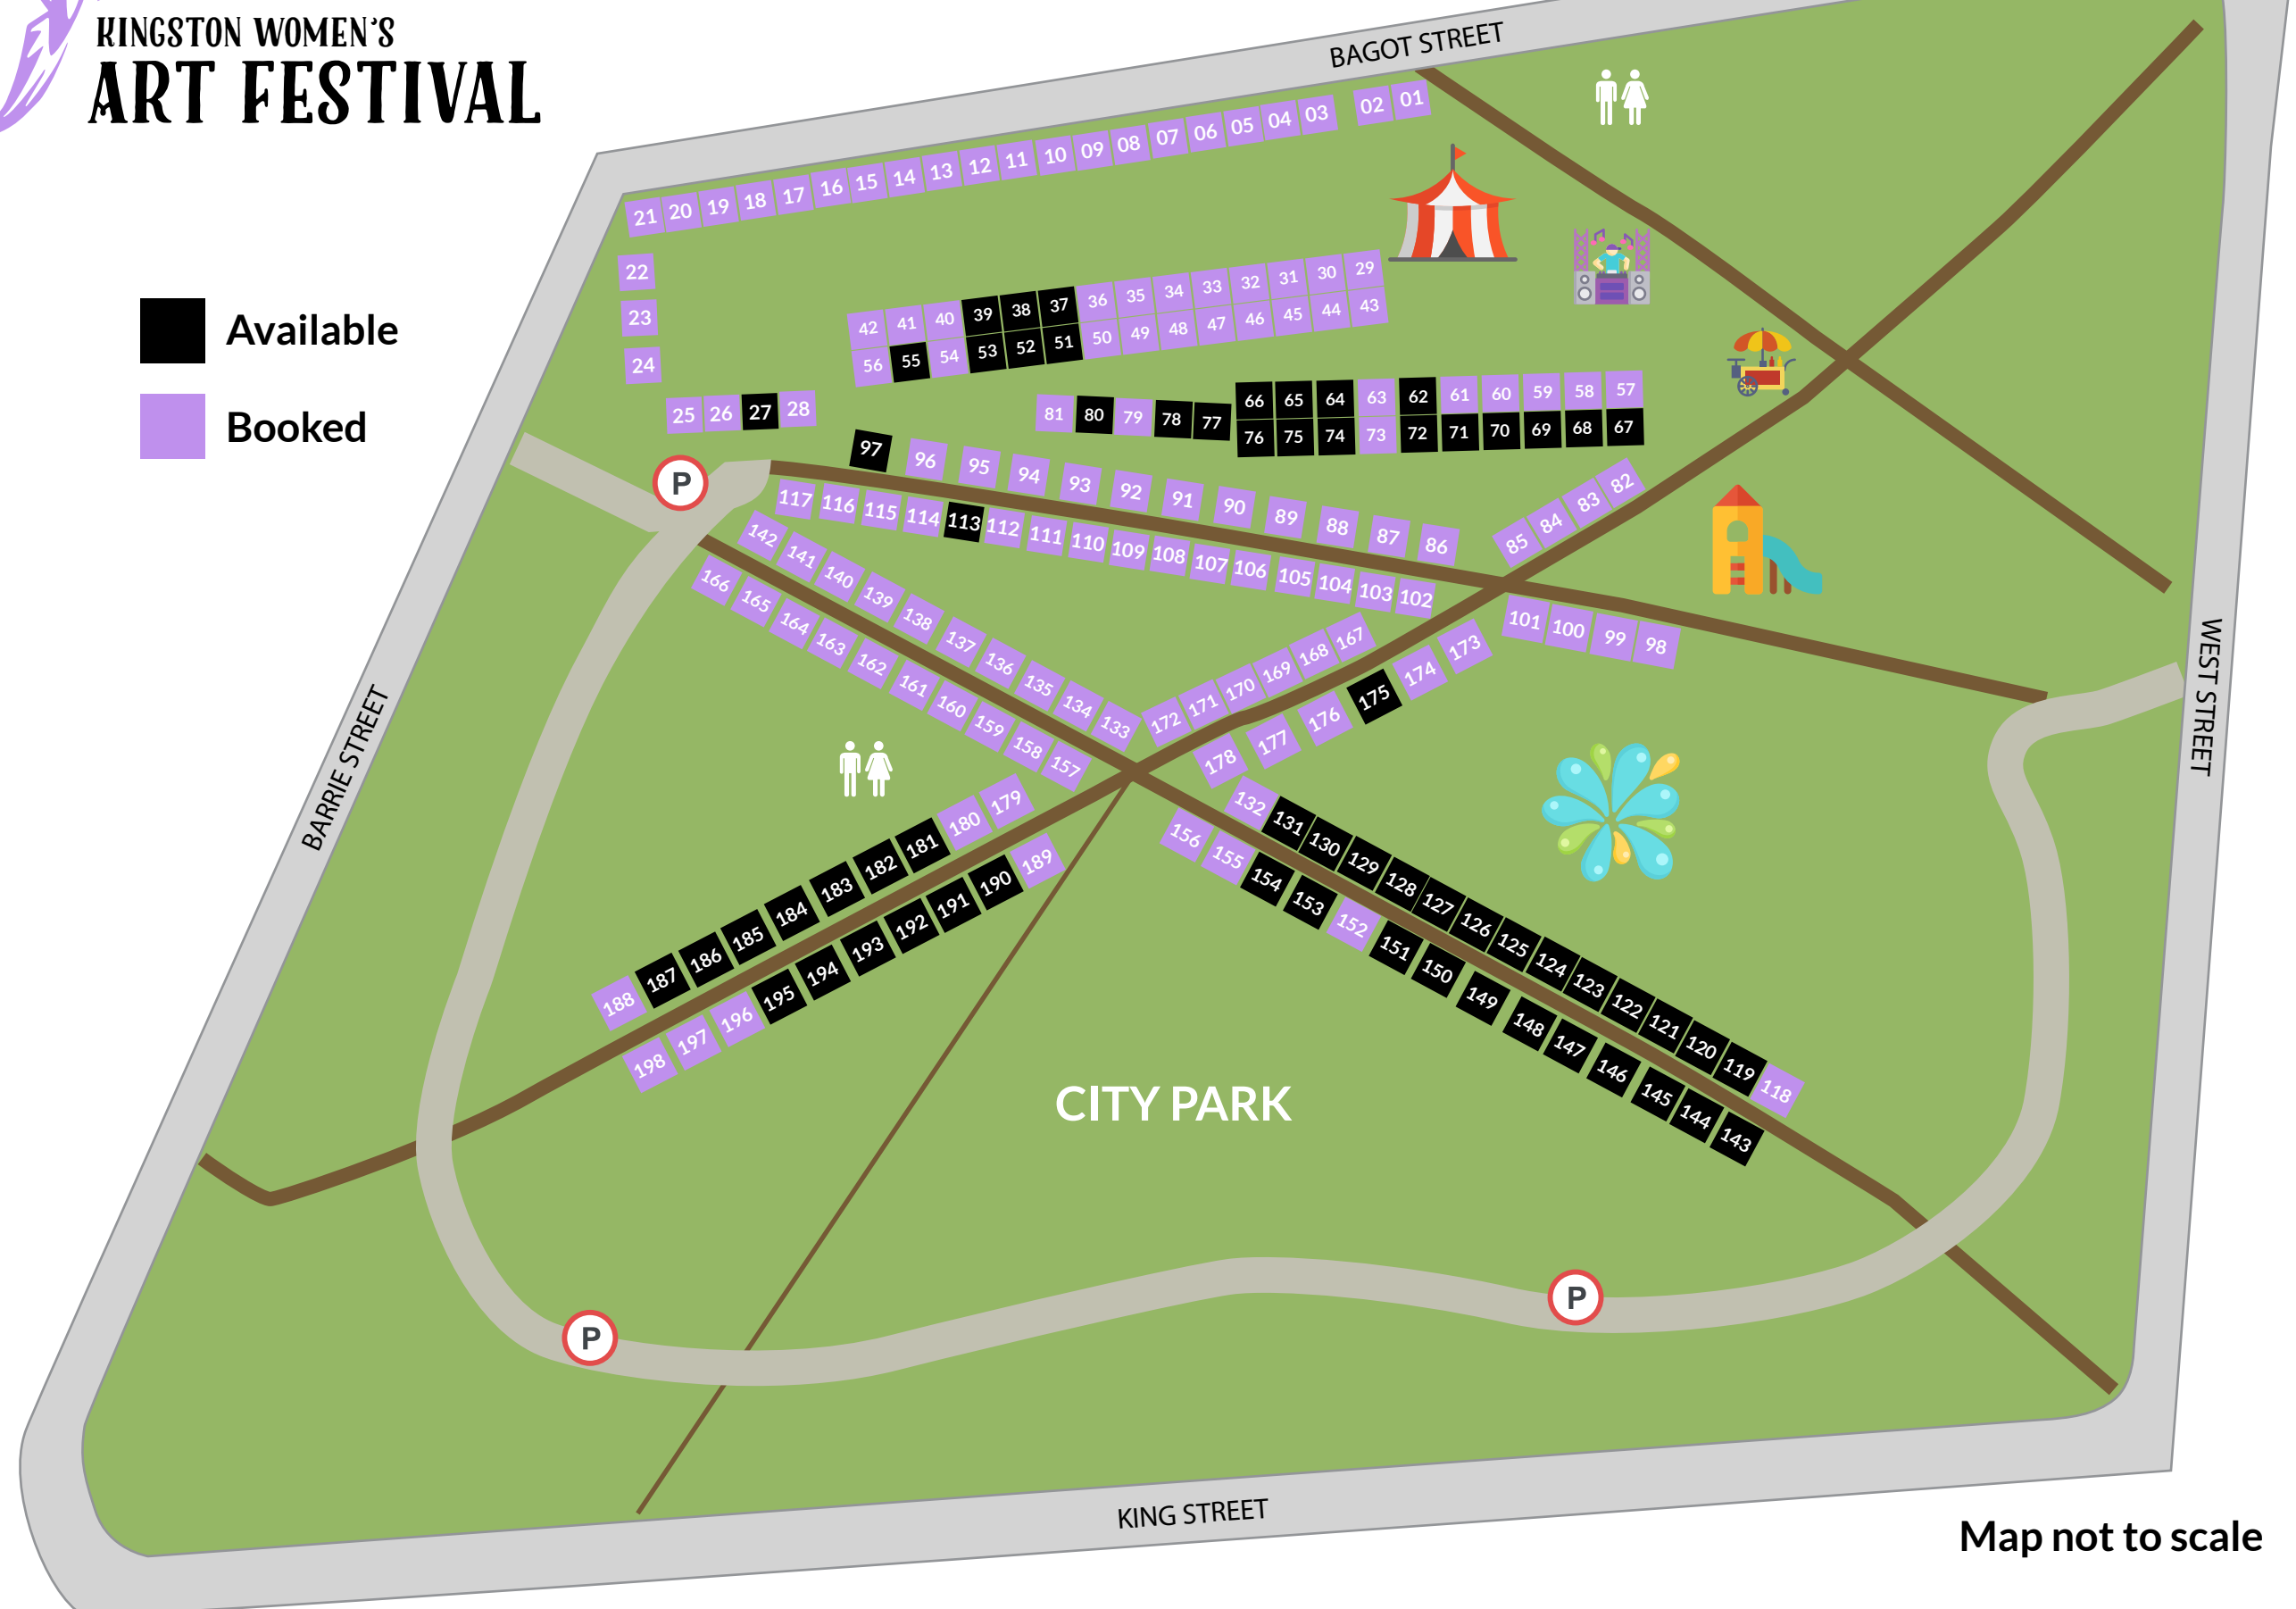 KINGSTON WOMEN'S
ART FESTIVAL
Available
Booked
BAGOT STREET
BARRIE STREET
WEST STREET
KING STREET
CITY PARK
Map not to scale
21 20 19 18 17 16 15 14 13 12 11 10 09 08 07 06 05 04 03 02 01
22
23
24
25 26 27 28
42 41 40 39 38 37 36 35 34 33 32 31 30 29
56 55 54 53 52 51 50 49 48 47 46 45 44 43
81 80 79 78 77
66 65 64 63 62 61 60 59 58 57
76 75 74 73 72 71 70 69 68 67
97 96 95 94 93 92 91 90 89 88 87 86
85 84 83 82
P
117 116 115 114 113 112 111 110 109 108 107 106 105 104 103 102
101 100 99 98
142 141 140 139 138 137 136 135 134 133
166 165 164 163 162 161 160 159 158 157
172 171 170 169 168 167
178 177 176 175 174 173
132 131 130 129 128 127 126 125 124 123 122 121 120 119 118
156 155 154 153 152 151 150 149 148 147 146 145 144 143
188 187 186 185 184 183 182 181 180 179
198 197 196 195 194 193 192 191 190 189
P
P